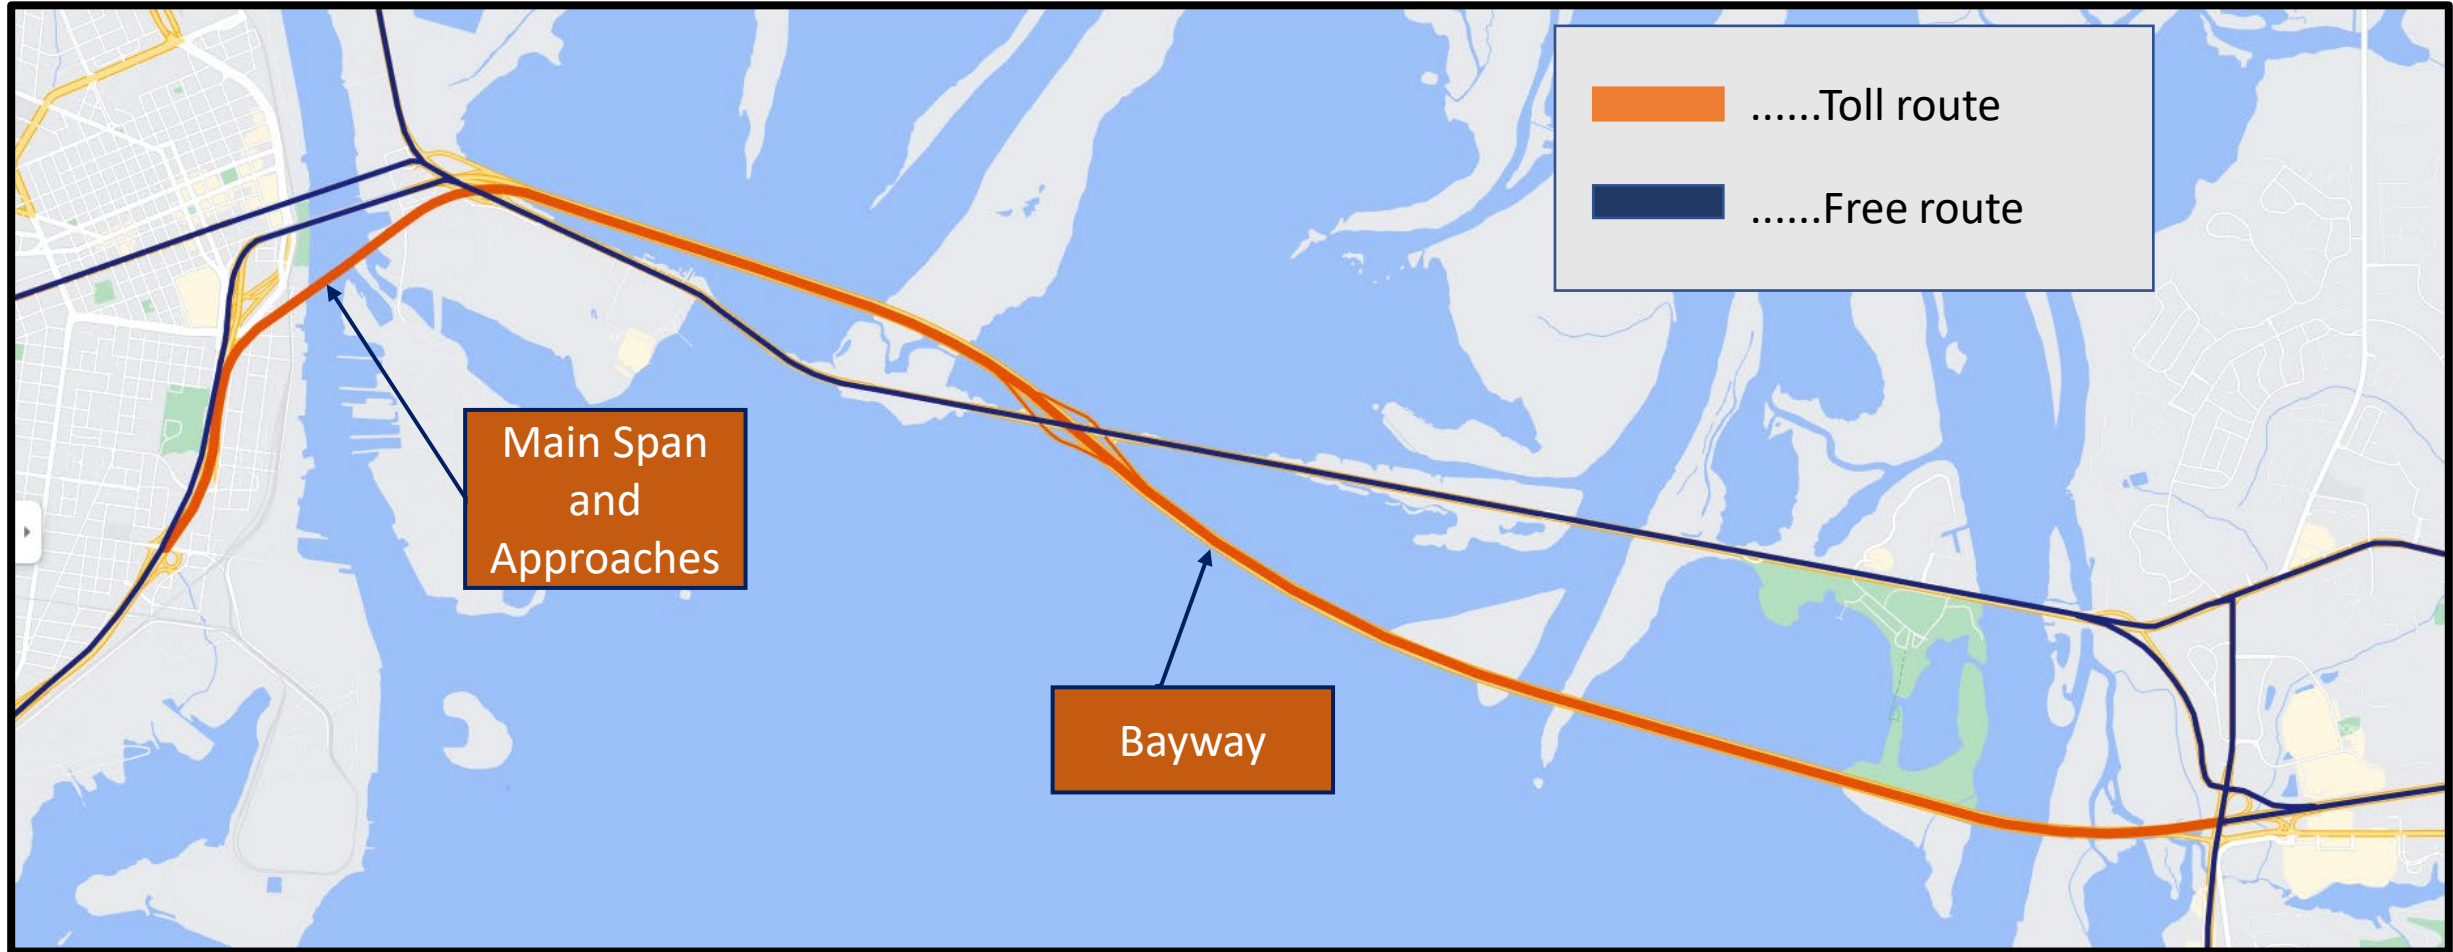 ......Toll route
......Free route
Main Span
and
Approaches
Bayway